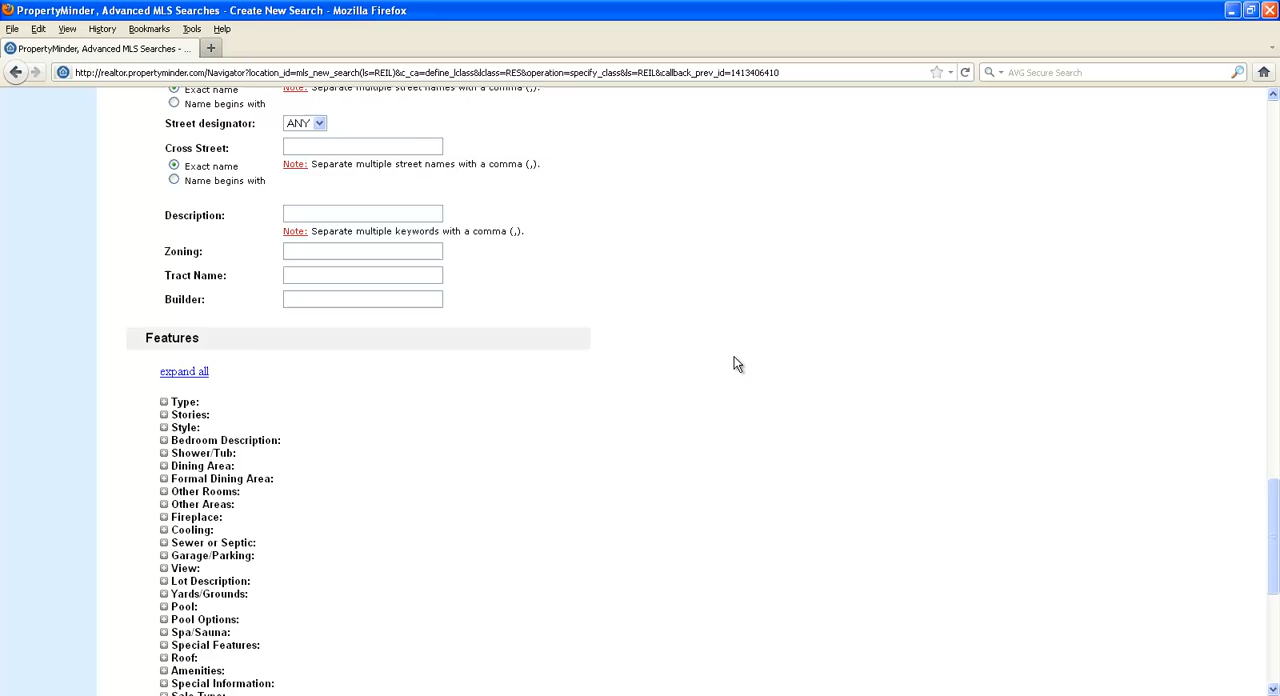 PropertyMinder, Advanced MLS Searches - Create New Search - Mozilla Firefox
File Edit View History Bookmarks Tools Help
PropertyMinder, Advanced MLS Searches - ...
http://realtor.propertyminder.com/Navigator?location_id=mls_new_search(ls=REIL)&c_ca=define_lclass&lclass=RES&operation=specify_class&ls=REIL&callback_prev_id=1413406410
AVG Secure Search
Exact name Note: Separate multiple street names with a comma (,).
Name begins with
Street designator: ANY
Cross Street:
Exact name Note: Separate multiple street names with a comma (,).
Name begins with
Description:
Note: Separate multiple keywords with a comma (,).
Zoning:
Tract Name:
Builder:
Features
expand all
Type:
Stories:
Style:
Bedroom Description:
Shower/Tub:
Dining Area:
Formal Dining Area:
Other Rooms:
Other Areas:
Fireplace:
Cooling:
Sewer or Septic:
Garage/Parking:
View:
Lot Description:
Yards/Grounds:
Pool:
Pool Options:
Spa/Sauna:
Special Features:
Roof:
Amenities:
Special Information:
Sale Type: